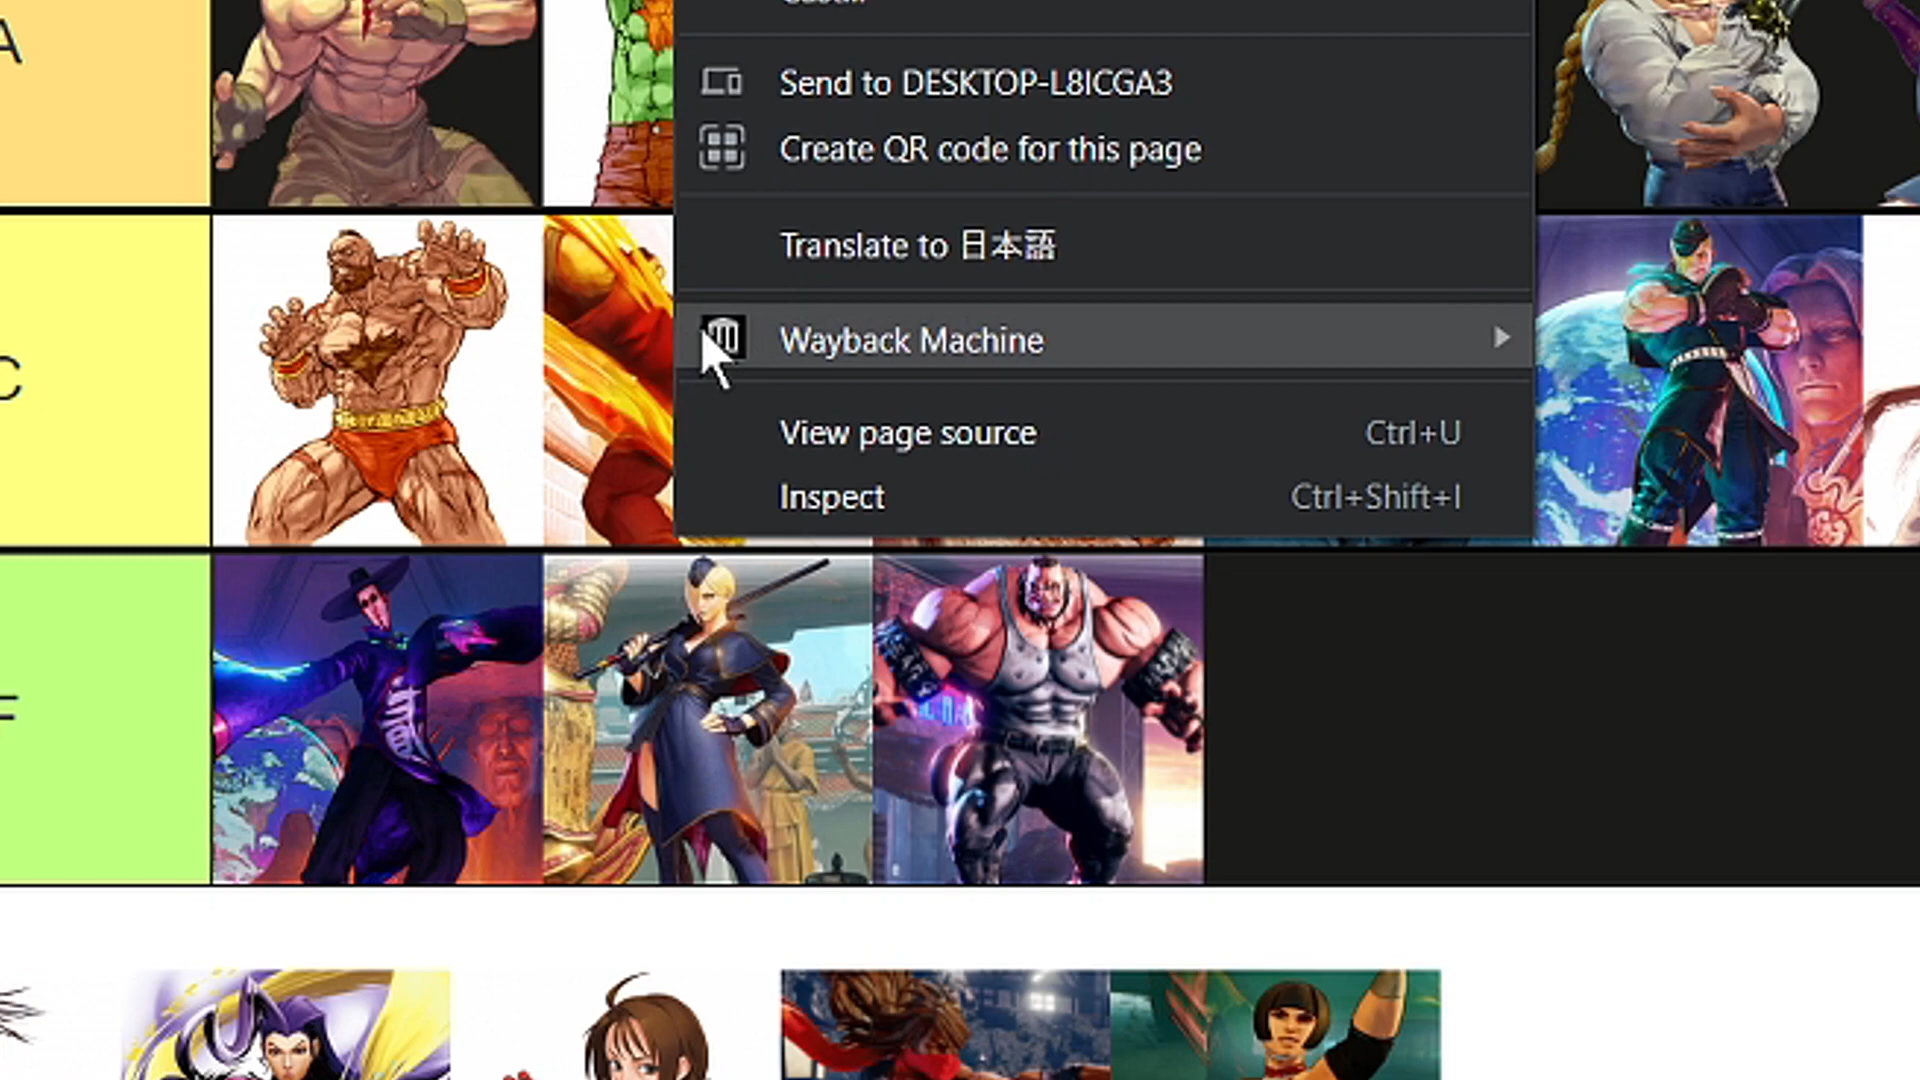 A
Send to DESKTOP-L8ICGA3
Create QR code for this page
Translate to 日本語
Wayback Machine
C
View page source Ctrl+U
Inspect Ctrl+Shift+I
F